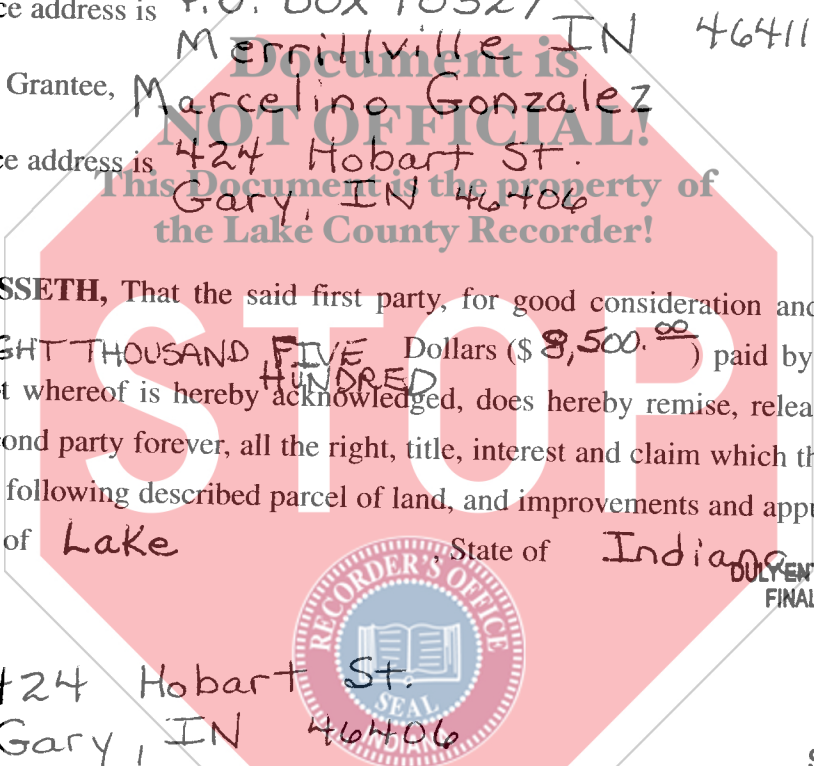 ce address is P.O. Box 10327
Merrillville IN 46411
Document is
Grantee, Marcelino Gonzalez
NOT OFFICIAL!
ce address is 424 Hobart St.
This Document is the property of
Gary, IN 46406
the Lake County Recorder!
SSETH, That the said first party, for good consideration and
GHT THOUSAND FIVE Dollars ($ 8,500.00) paid by
HUNDRED
t whereof is hereby acknowledged, does hereby remise, relea
ond party forever, all the right, title, interest and claim which th
STOP
following described parcel of land, and improvements and appu
of Lake , State of Indiana
DULY ENT
FINAL
RECORDER'S OFFICE
424 Hobart St.
SEAL
Gary, IN 46406
INDIANA